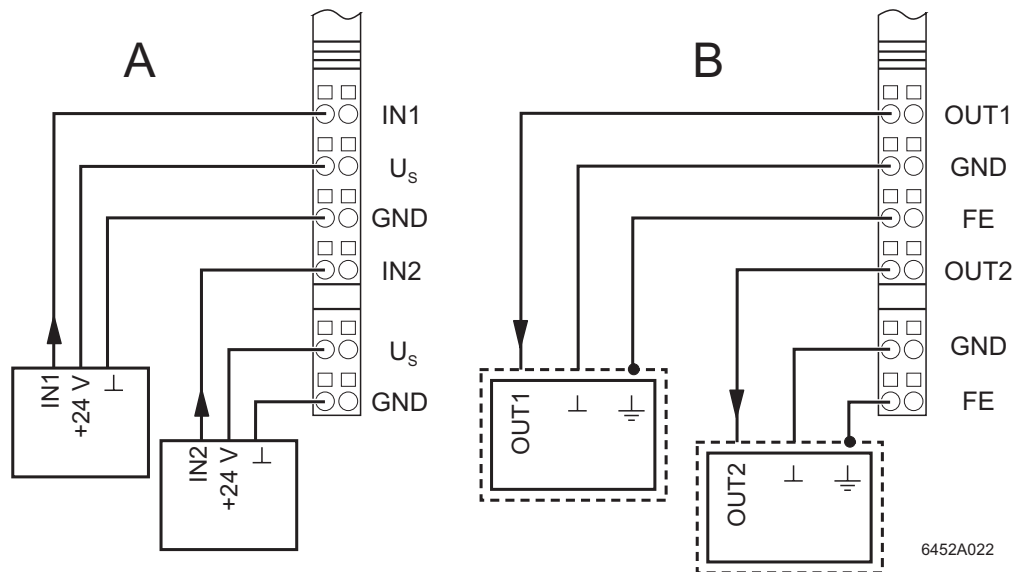 A
IN1
U_S
GND
IN2
U_S
GND
IN1
+24 V
⊥
IN2
+24 V
⊥
B
OUT1
GND
FE
OUT2
GND
FE
OUT1
⊥
⏚
OUT2
⊥
⏚
6452A022